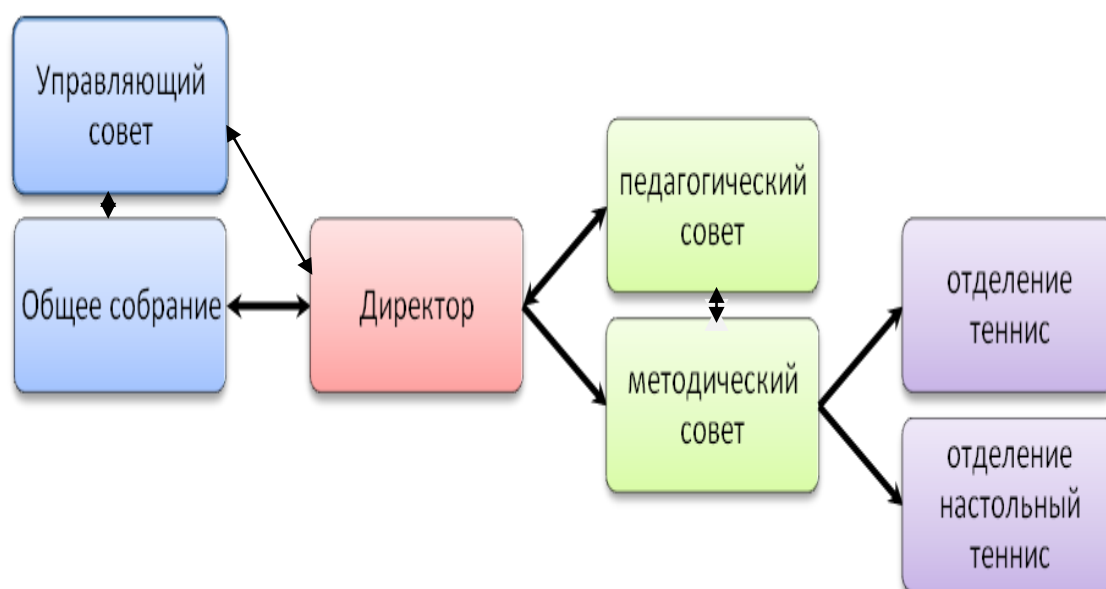 Управляющий
совет
Общее собрание
Директор
педагогический
совет
методический
совет
отделение
теннис
отделение
настольный
теннис